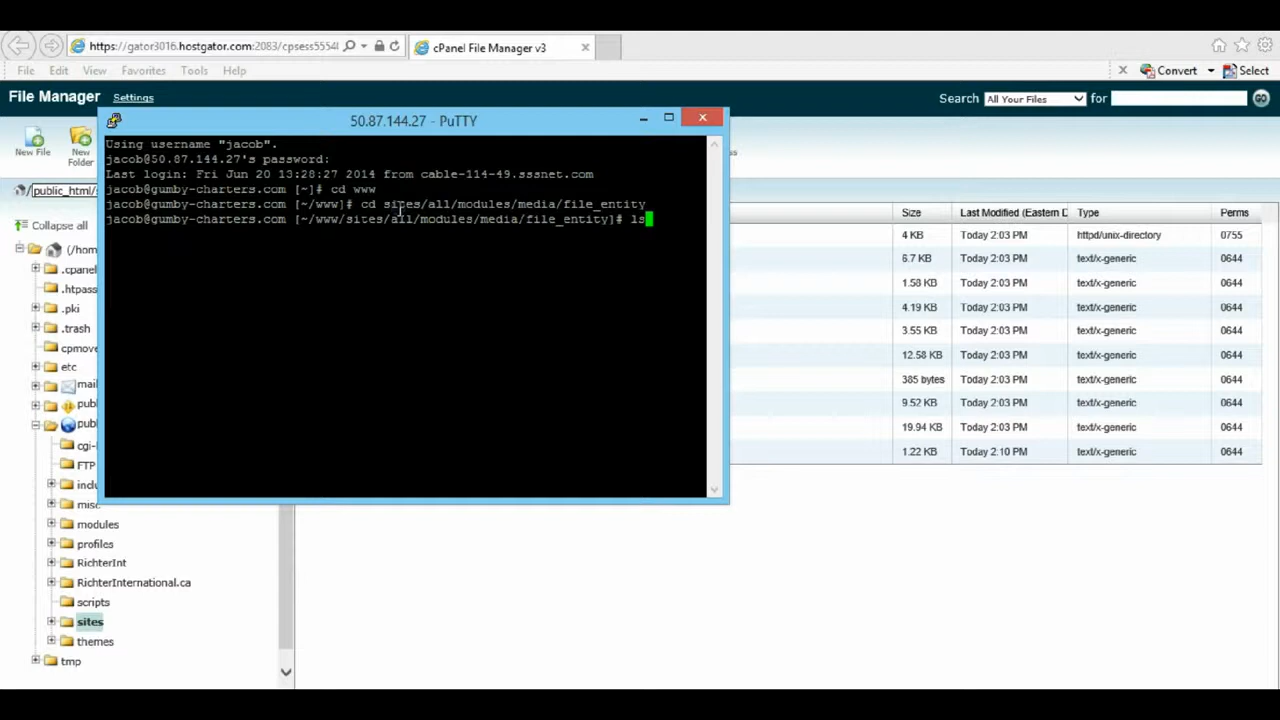 https://gator3016.hostgator.com:2083/cpsess5554
cPanel File Manager v3
File Edit View Favorites Tools Help
Convert Select
File Manager Settings
Search All Your Files for GO
New File
New Folder
50.87.144.27 - PuTTY
Using username "jacob".
jacob@50.87.144.27's password:
Last login: Fri Jun 20 13:28:27 2014 from cable-114-49.sssnet.com
jacob@gumby-charters.com [~]# cd www
jacob@gumby-charters.com [~/www]# cd sites/all/modules/media/file_entity
jacob@gumby-charters.com [~/www/sites/all/modules/media/file_entity]# ls
public_html/
Collapse all
(/hom
.cpanel
.htpass
.pki
.trash
cpmove
etc
mail
publ
publ
cgi-
FTP
inclu
misc
modules
profiles
RichterInt
RichterInternational.ca
scripts
sites
themes
tmp
Size Last Modified (Eastern D Type Perms
4 KB Today 2:03 PM httpd/unix-directory 0755
6.7 KB Today 2:03 PM text/x-generic 0644
1.58 KB Today 2:03 PM text/x-generic 0644
4.19 KB Today 2:03 PM text/x-generic 0644
3.55 KB Today 2:03 PM text/x-generic 0644
12.58 KB Today 2:03 PM text/x-generic 0644
385 bytes Today 2:03 PM text/x-generic 0644
9.52 KB Today 2:03 PM text/x-generic 0644
19.94 KB Today 2:03 PM text/x-generic 0644
1.22 KB Today 2:10 PM text/x-generic 0644